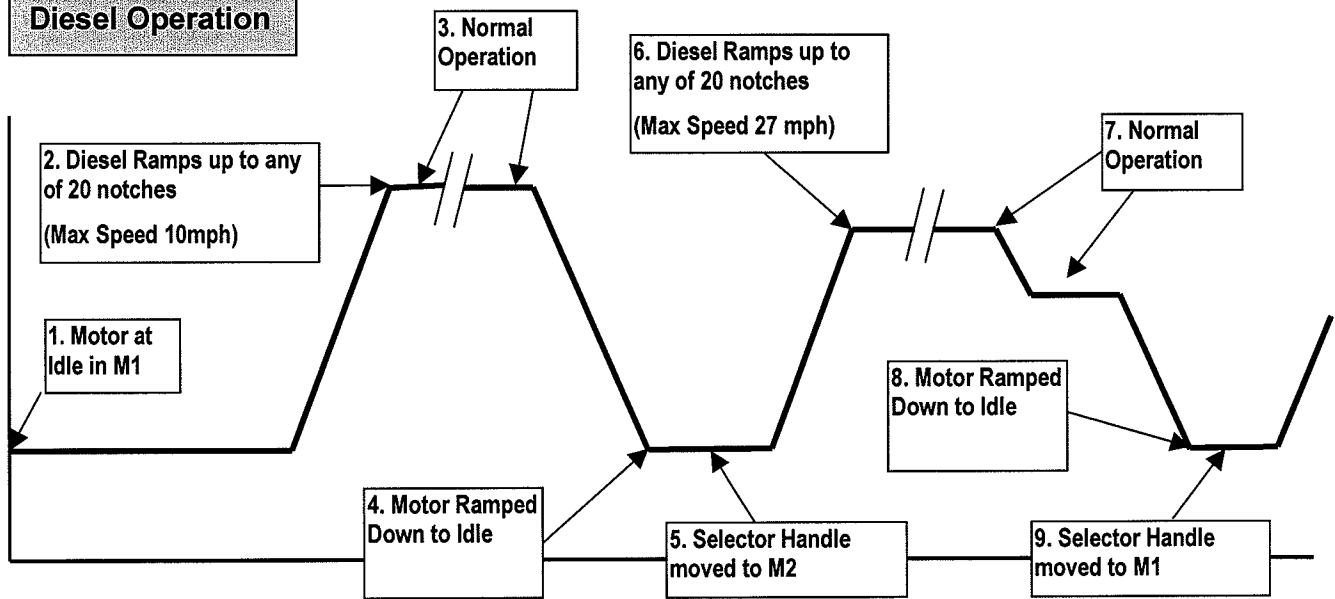 Diesel Operation
3. Normal
Operation
6. Diesel Ramps up to
any of 20 notches
(Max Speed 27 mph)
7. Normal
Operation
2. Diesel Ramps up to any
of 20 notches
(Max Speed 10mph)
1. Motor at
Idle in M1
8. Motor Ramped
Down to Idle
4. Motor Ramped
Down to Idle
5. Selector Handle
moved to M2
9. Selector Handle
moved to M1